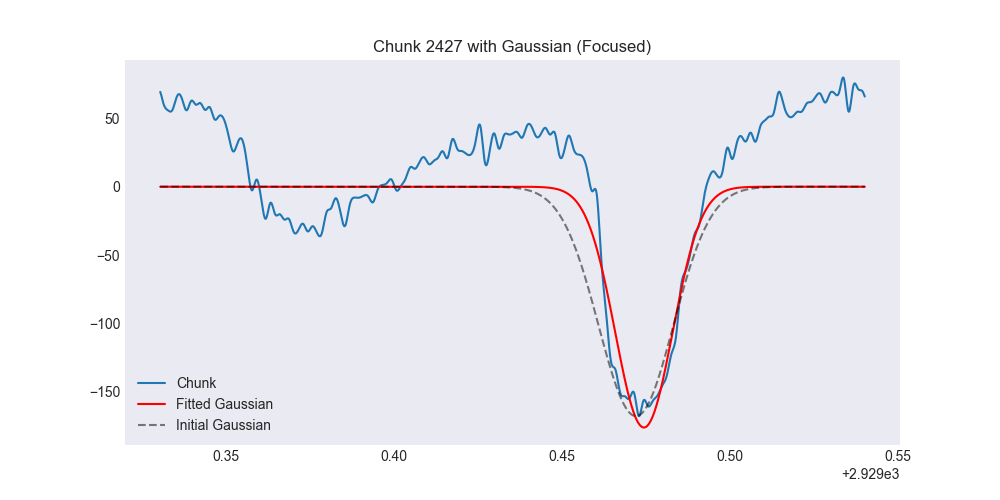 Chunk 2427 with Gaussian (Focused)
50
0
−50
−100
−150
Chunk
Fitted Gaussian
Initial Gaussian
0.35 0.40 0.45 0.50 0.55
+2.929e3